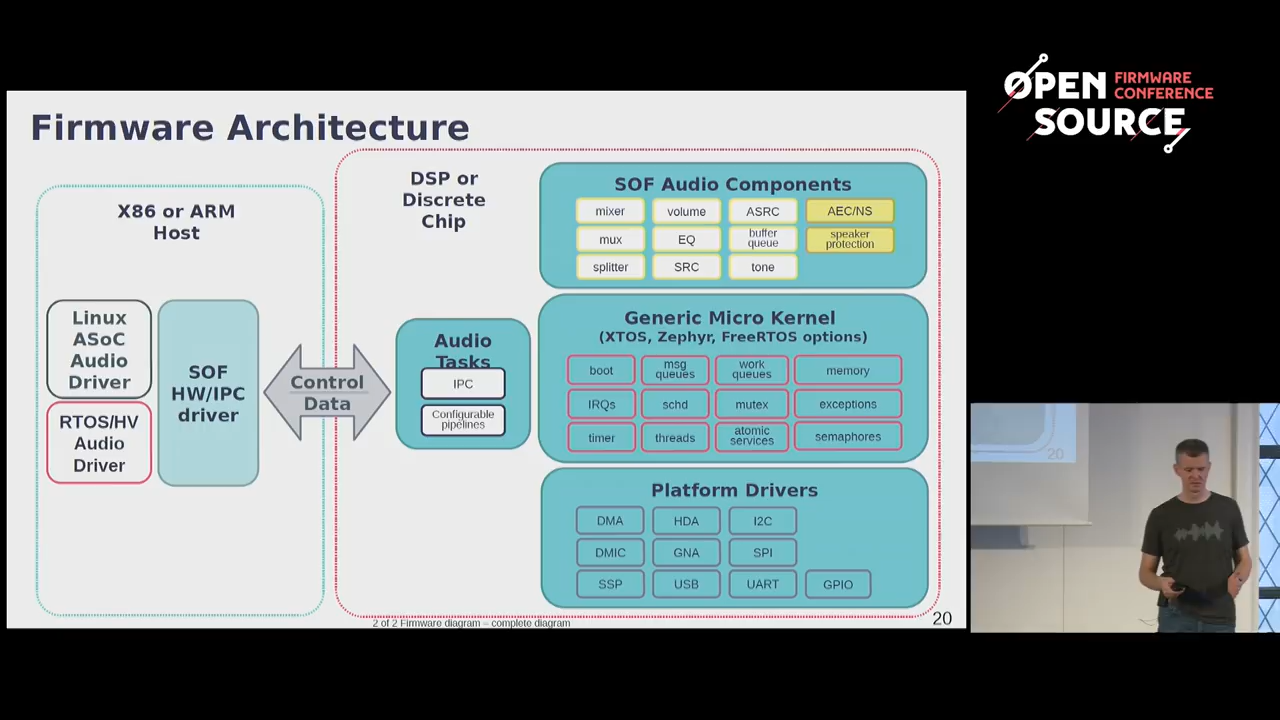 OPEN FIRMWARE
CONFERENCE
SOURCE
Firmware Architecture
X86 or ARM
Host
Linux
ASoC
Audio
Driver
RTOS/HV
Audio
Driver
SOF
HW/IPC
driver
Control
Data
DSP or
Discrete
Chip
Audio
Tasks
IPC
Configurable
pipelines
SOF Audio Components
mixer volume ASRC AEC/NS
mux EQ buffer queue speaker protection
splitter SRC tone
Generic Micro Kernel
(XTOS, Zephyr, FreeRTOS options)
boot msg queues work queues memory
IRQs schd mutex exceptions
timer threads atomic services semaphores
Platform Drivers
DMA HDA I2C
DMIC GNA SPI
SSP USB UART GPIO
2 of 2 Firmware diagram – complete diagram
20
20